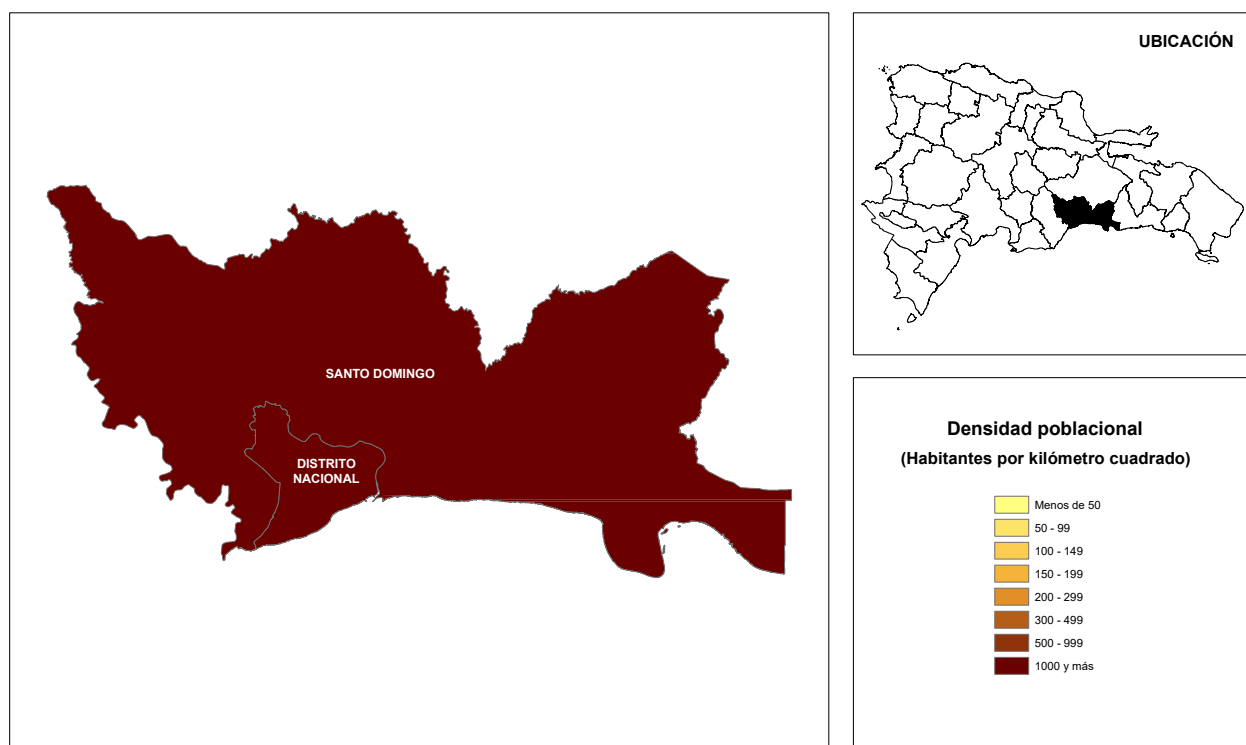 SANTO DOMINGO
DISTRITO
NACIONAL
UBICACIÓN
Densidad poblacional
(Habitantes por kilómetro cuadrado)
Menos de 50
50 - 99
100 - 149
150 - 199
200 - 299
300 - 499
500 - 999
1000 y más